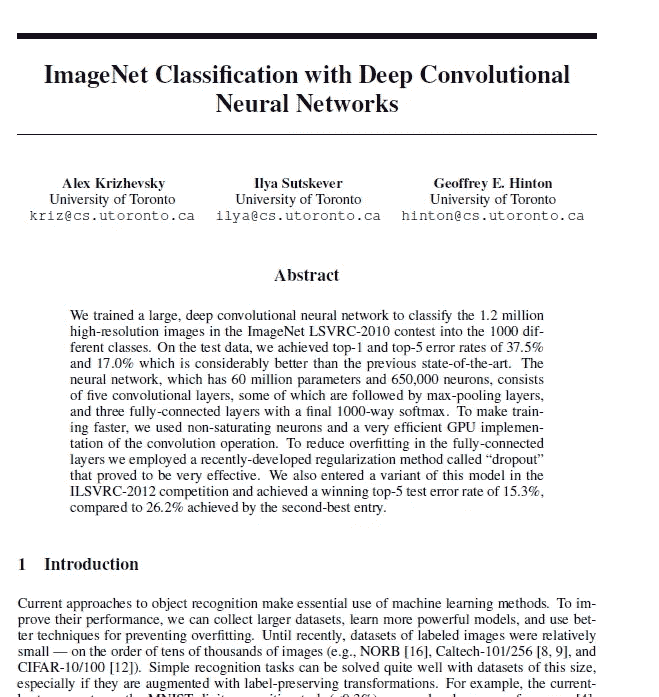 ImageNet Classification with Deep Convolutional
Neural Networks
Alex Krizhevsky
University of Toronto
kriz@cs.utoronto.ca
Ilya Sutskever
University of Toronto
ilya@cs.utoronto.ca
Geoffrey E. Hinton
University of Toronto
hinton@cs.utoronto.ca
Abstract
We trained a large, deep convolutional neural network to classify the 1.2 million
high-resolution images in the ImageNet LSVRC-2010 contest into the 1000 dif-
ferent classes. On the test data, we achieved top-1 and top-5 error rates of 37.5%
and 17.0% which is considerably better than the previous state-of-the-art. The
neural network, which has 60 million parameters and 650,000 neurons, consists
of five convolutional layers, some of which are followed by max-pooling layers,
and three fully-connected layers with a final 1000-way softmax. To make train-
ing faster, we used non-saturating neurons and a very efficient GPU implemen-
tation of the convolution operation. To reduce overfitting in the fully-connected
layers we employed a recently-developed regularization method called “dropout”
that proved to be very effective. We also entered a variant of this model in the
ILSVRC-2012 competition and achieved a winning top-5 test error rate of 15.3%,
compared to 26.2% achieved by the second-best entry.
1 Introduction
Current approaches to object recognition make essential use of machine learning methods. To im-
prove their performance, we can collect larger datasets, learn more powerful models, and use bet-
ter techniques for preventing overfitting. Until recently, datasets of labeled images were relatively
small — on the order of tens of thousands of images (e.g., NORB [16], Caltech-101/256 [8, 9], and
CIFAR-10/100 [12]). Simple recognition tasks can be solved quite well with datasets of this size,
especially if they are augmented with label-preserving transformations. For example, the current-